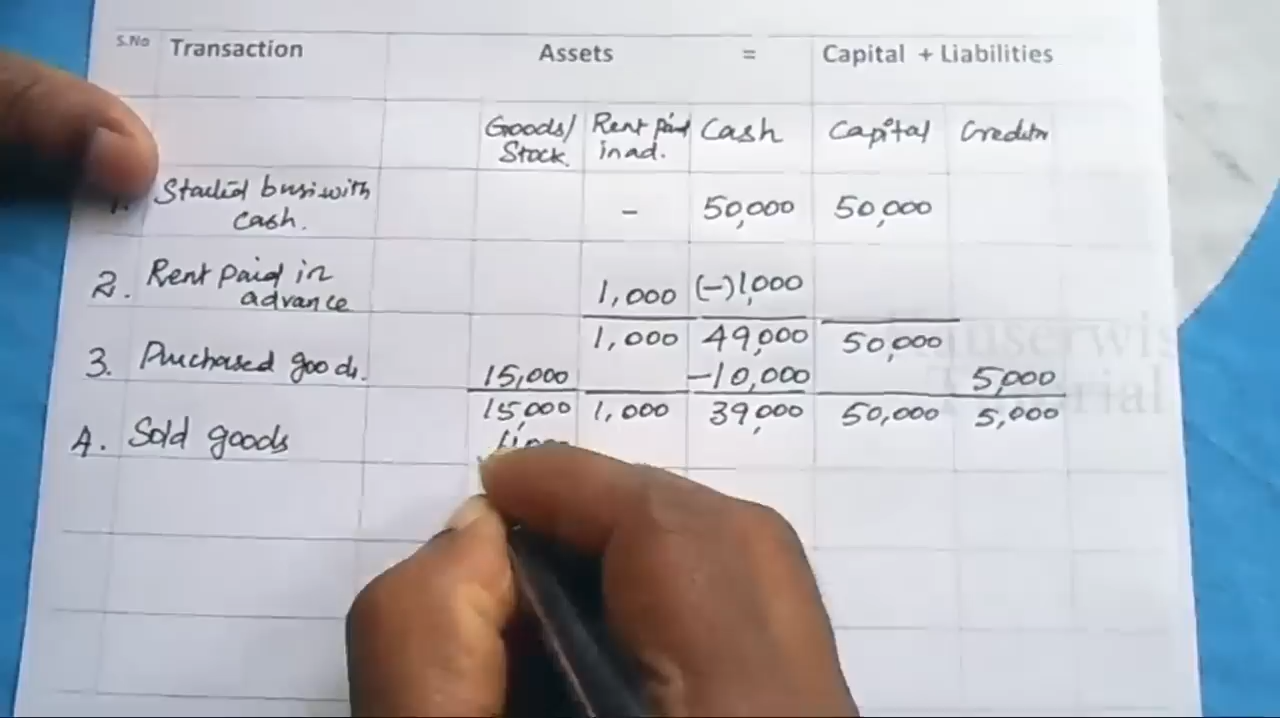 S.No Transaction Assets = Capital + Liabilities
Goods/ Rent paid Cash Capital Creditor
Stock. in ad.
1. Started busi with - 50,000 50,000
cash.
2. Rent paid in 1,000 (-)1,000
advance
1,000 49,000 50,000
3. Purchased goods. 15,000 -10,000 5,000
15,000 1,000 39,000 50,000 5,000
4. Sold goods